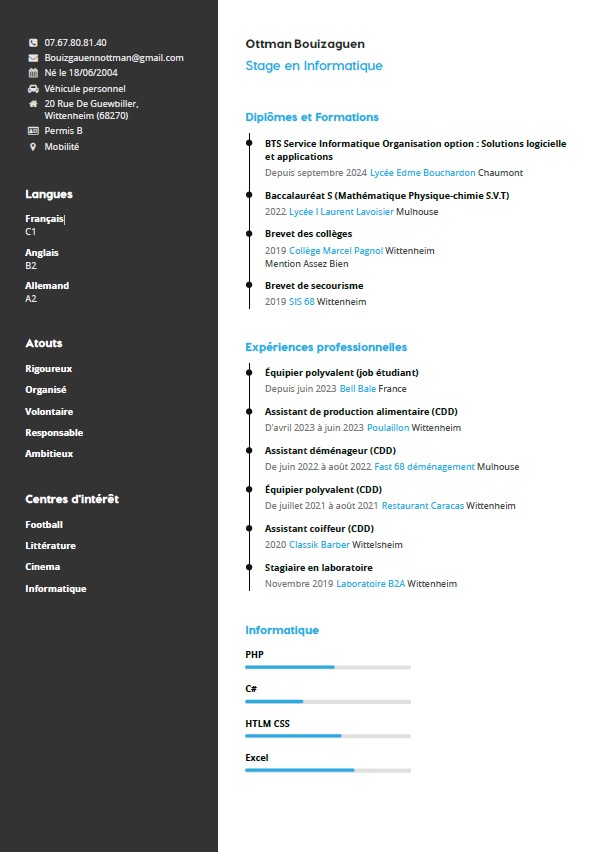 07.67.80.81.40
Bouizgauennottman@gmail.com
Né le 18/06/2004
Véhicule personnel
20 Rue De Guewbiller,
Wittenheim (68270)
Permis B
Mobilité
Langues
Français
C1
Anglais
B2
Allemand
A2
Atouts
Rigoureux
Organisé
Volontaire
Responsable
Ambitieux
Centres d'intérêt
Football
Littérature
Cinema
Informatique
Ottman Bouizaguen
Stage en Informatique
Diplômes et Formations
BTS Service Informatique Organisation option : Solutions logicielle
et applications
Depuis septembre 2024 Lycée Edme Bouchardon Chaumont
Baccalauréat S (Mathématique Physique-chimie S.V.T)
2022 Lycée l Laurent Lavoisier Mulhouse
Brevet des collèges
2019 Collège Marcel Pagnol Wittenheim
Mention Assez Bien
Brevet de secourisme
2019 SIS 68 Wittenheim
Expériences professionnelles
Équipier polyvalent (job étudiant)
Depuis juin 2023 Bell Bale France
Assistant de production alimentaire (CDD)
D'avril 2023 à juin 2023 Poulaillon Wittenheim
Assistant déménageur (CDD)
De juin 2022 à août 2022 Fast 68 déménagement Mulhouse
Équipier polyvalent (CDD)
De juillet 2021 à août 2021 Restaurant Caracas Wittenheim
Assistant coiffeur (CDD)
2020 Classik Barber Wittelsheim
Stagiaire en laboratoire
Novembre 2019 Laboratoire B2A Wittenheim
Informatique
PHP
C#
HTLM CSS
Excel